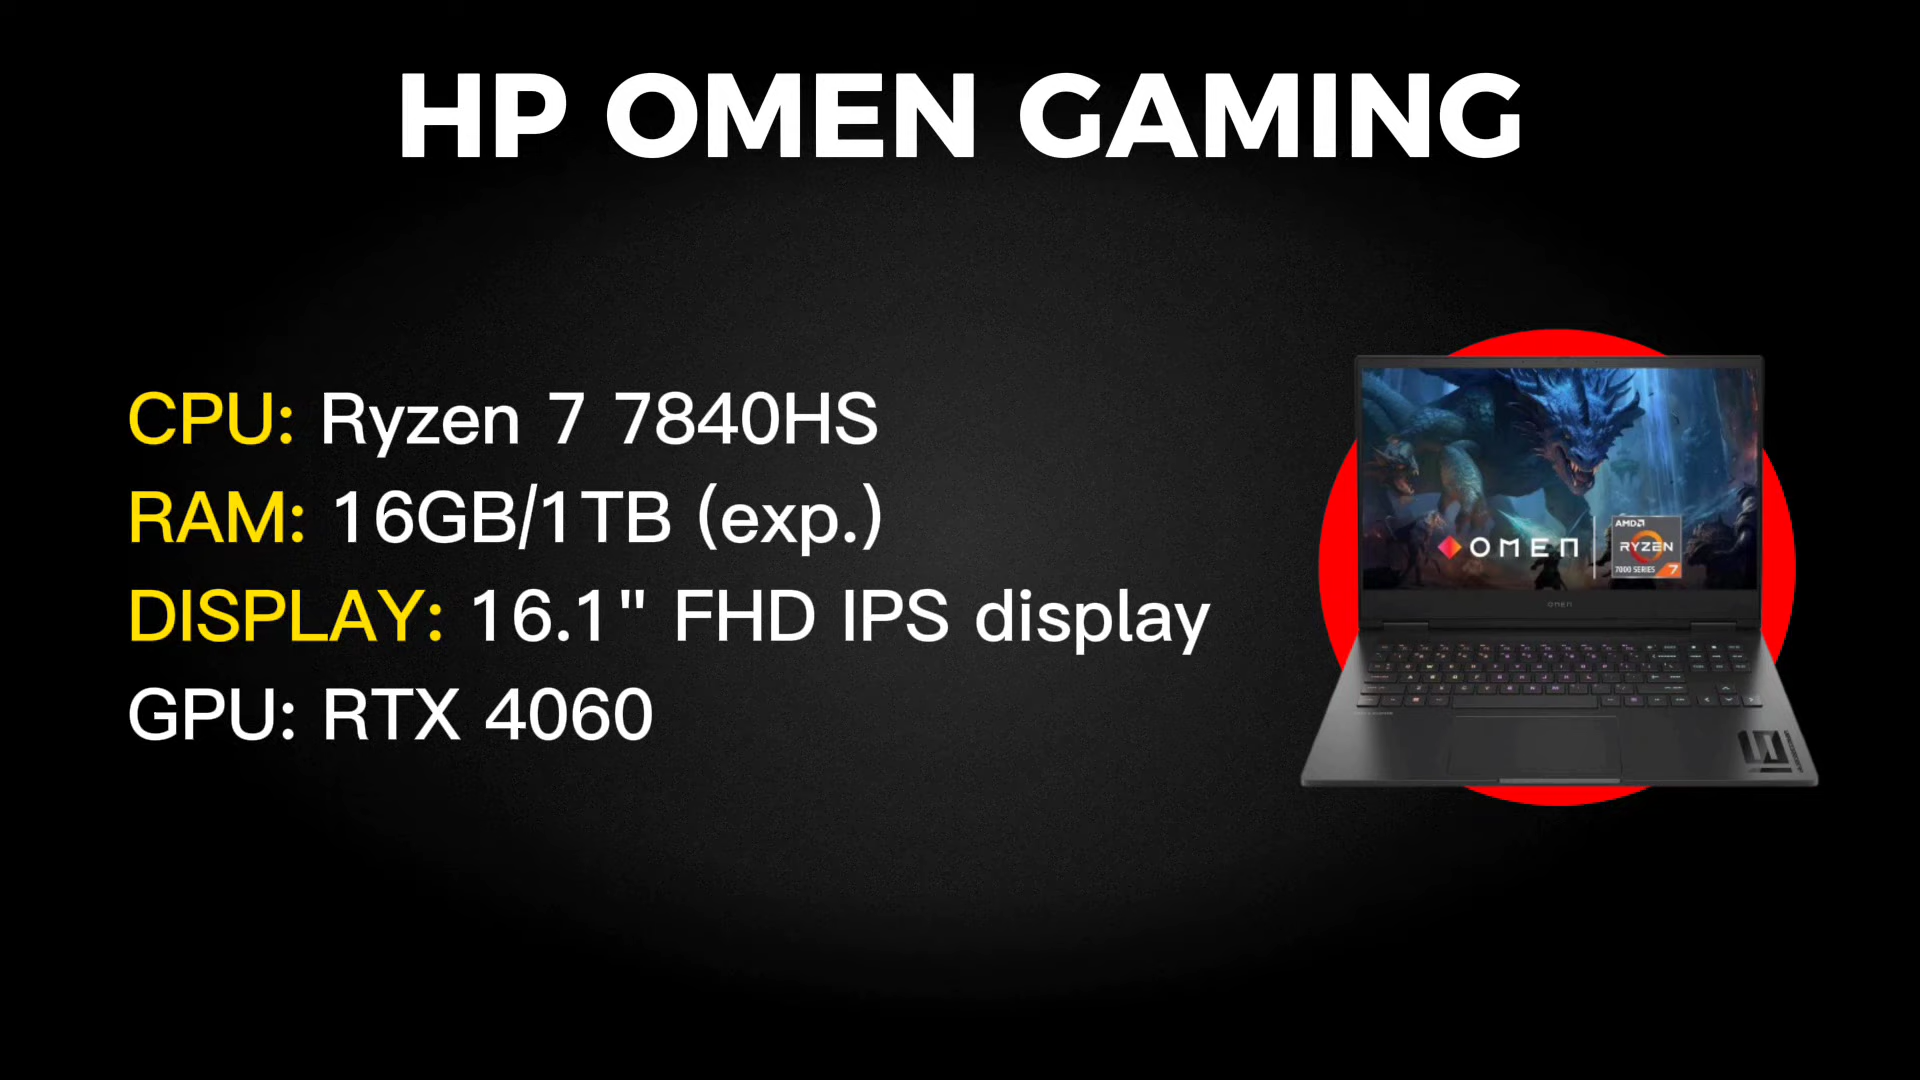 HP OMEN GAMING
CPU: Ryzen 7 7840HS
RAM: 16GB/1TB (exp.)
DISPLAY: 16.1" FHD IPS display
GPU: RTX 4060
OMEN
AMD
RYZEN
7000 SERIES 7
OMEN